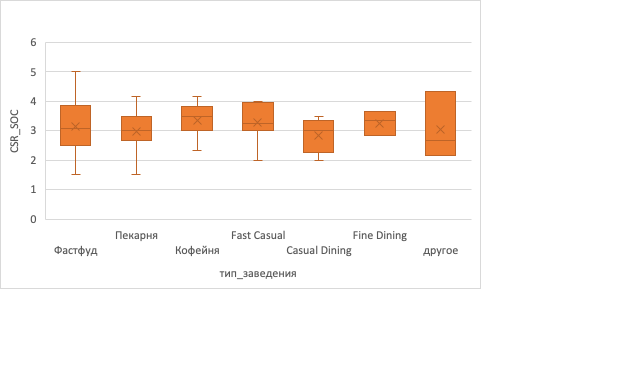 6
5
4
3
2
1
0
CSR_SOC
Пекарня
Fast Casual
Fine Dining
Фастфуд
Кофейня
Casual Dining
другое
тип_заведения